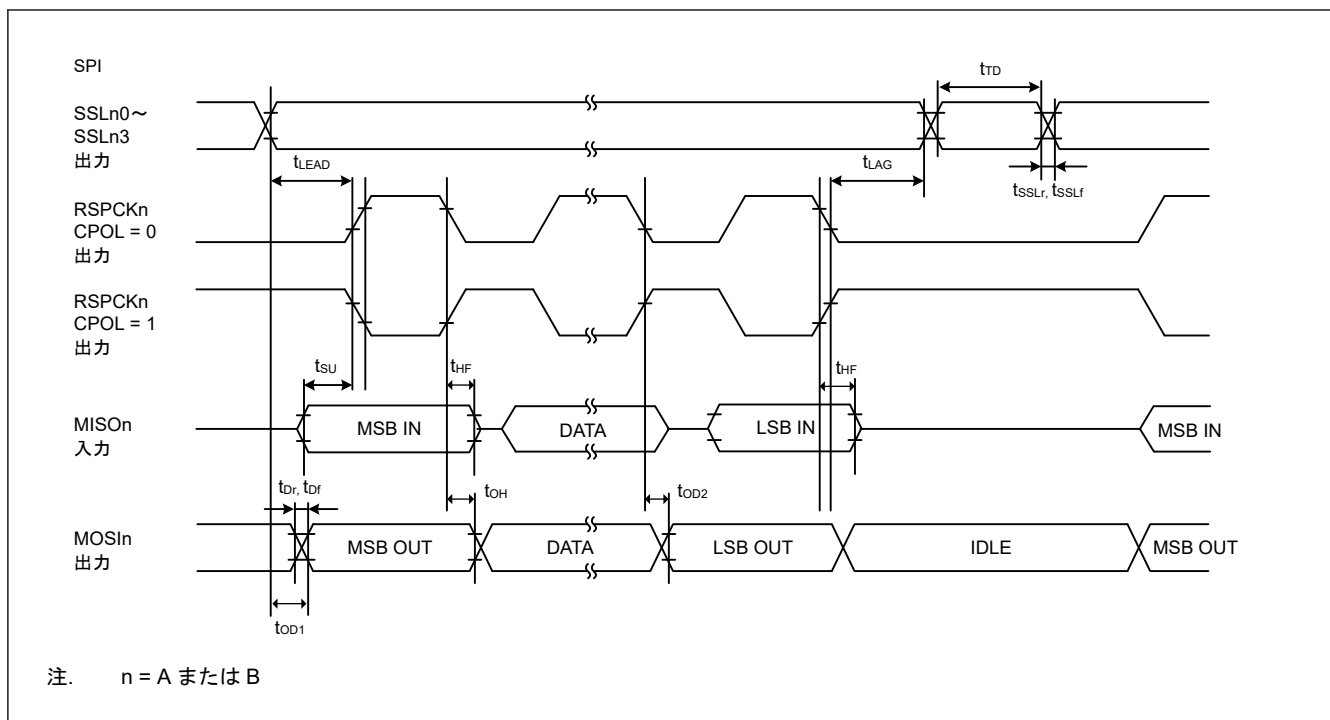 SPI
tTD
SSLn0～
SSLn3
出力
tLEAD
tLAG
tSSLr, tSSLf
RSPCKn
CPOL = 0
出力
RSPCKn
CPOL = 1
出力
tSU
tHF
tHF
MISOn
入力
MSB IN
DATA
LSB IN
MSB IN
tDr, tDf
tOH
tOD2
MOSIn
出力
MSB OUT
DATA
LSB OUT
IDLE
MSB OUT
tOD1
注. n = A または B